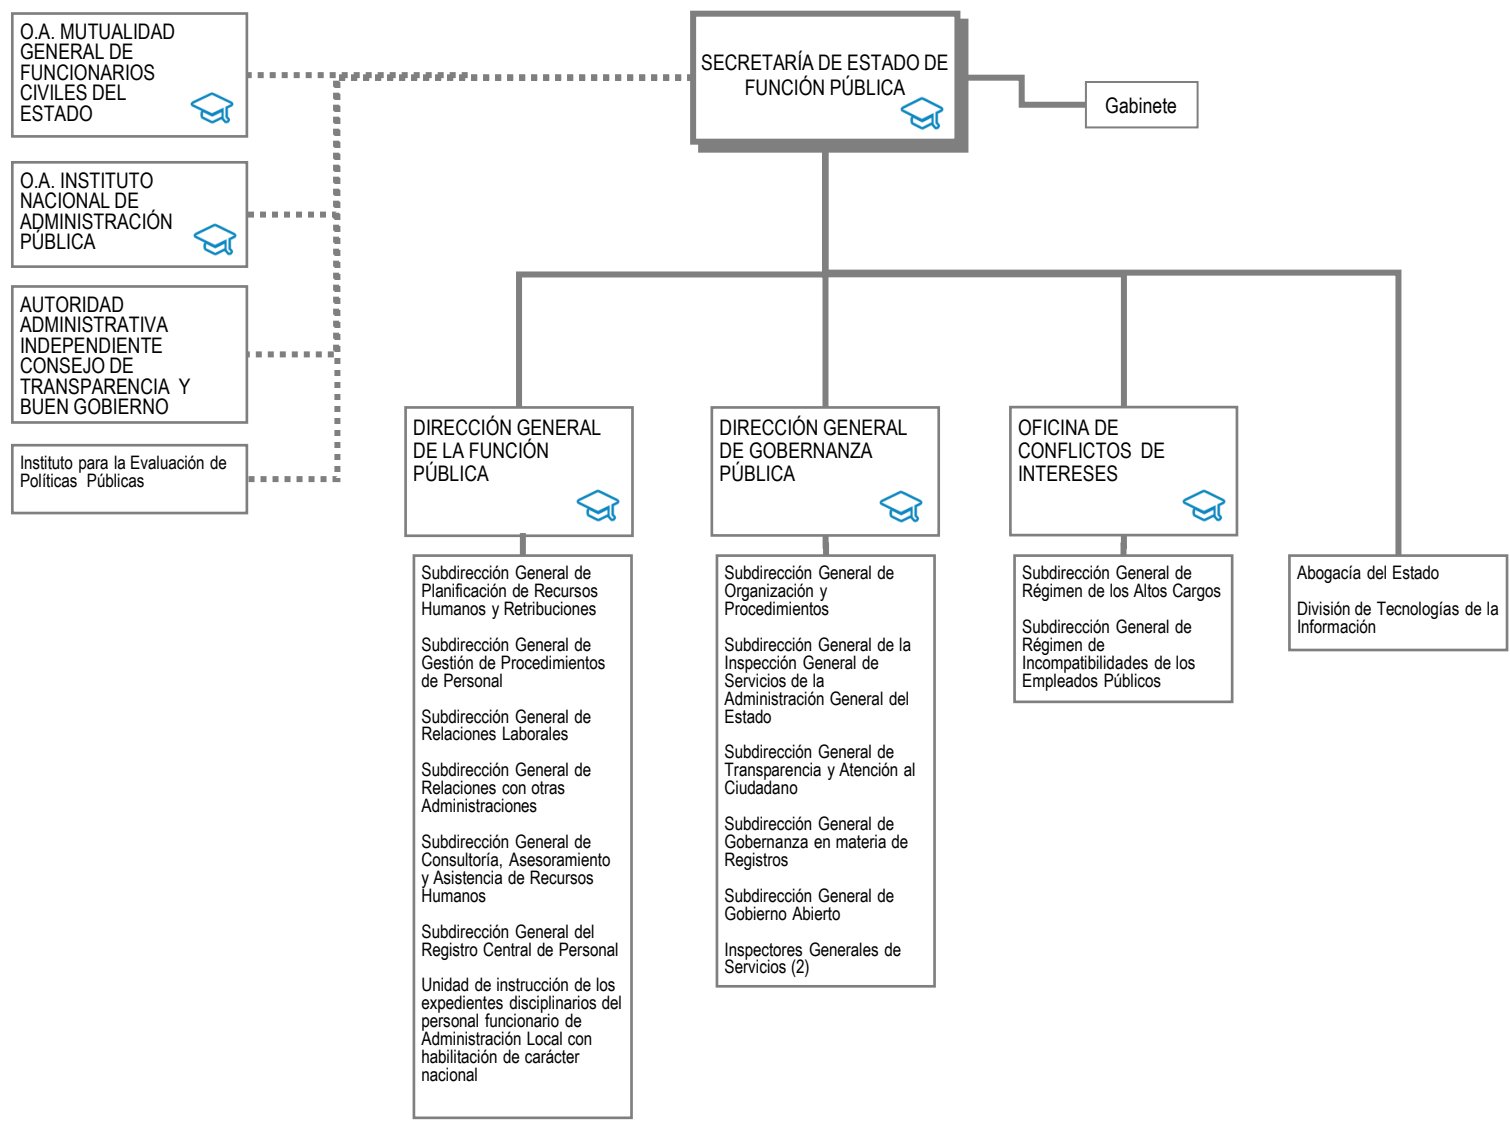 O.A. MUTUALIDAD
GENERAL DE
FUNCIONARIOS
CIVILES DEL
ESTADO
SECRETARÍA DE ESTADO DE
FUNCIÓN PÚBLICA
Gabinete
O.A. INSTITUTO
NACIONAL DE
ADMINISTRACIÓN
PÚBLICA
AUTORIDAD
ADMINISTRATIVA
INDEPENDIENTE
CONSEJO DE
TRANSPARENCIA Y
BUEN GOBIERNO
Instituto para la Evaluación de
Políticas Públicas
DIRECCIÓN GENERAL
DE LA FUNCIÓN
PÚBLICA
Subdirección General de
Planificación de Recursos
Humanos y Retribuciones
Subdirección General de
Gestión de Procedimientos
de Personal
Subdirección General de
Relaciones Laborales
Subdirección General de
Relaciones con otras
Administraciones
Subdirección General de
Consultoría, Asesoramiento
y Asistencia de Recursos
Humanos
Subdirección General del
Registro Central de Personal
Unidad de instrucción de los
expedientes disciplinarios del
personal funcionario de
Administración Local con
habilitación de carácter
nacional
DIRECCIÓN GENERAL
DE GOBERNANZA
PÚBLICA
Subdirección General de
Organización y
Procedimientos
Subdirección General de la
Inspección General de
Servicios de la
Administración General del
Estado
Subdirección General de
Transparencia y Atención al
Ciudadano
Subdirección General de
Gobernanza en materia de
Registros
Subdirección General de
Gobierno Abierto
Inspectores Generales de
Servicios (2)
OFICINA DE
CONFLICTOS DE
INTERESES
Subdirección General de
Régimen de los Altos Cargos
Subdirección General de
Régimen de
Incompatibilidades de los
Empleados Públicos
Abogacía del Estado
División de Tecnologías de la
Información